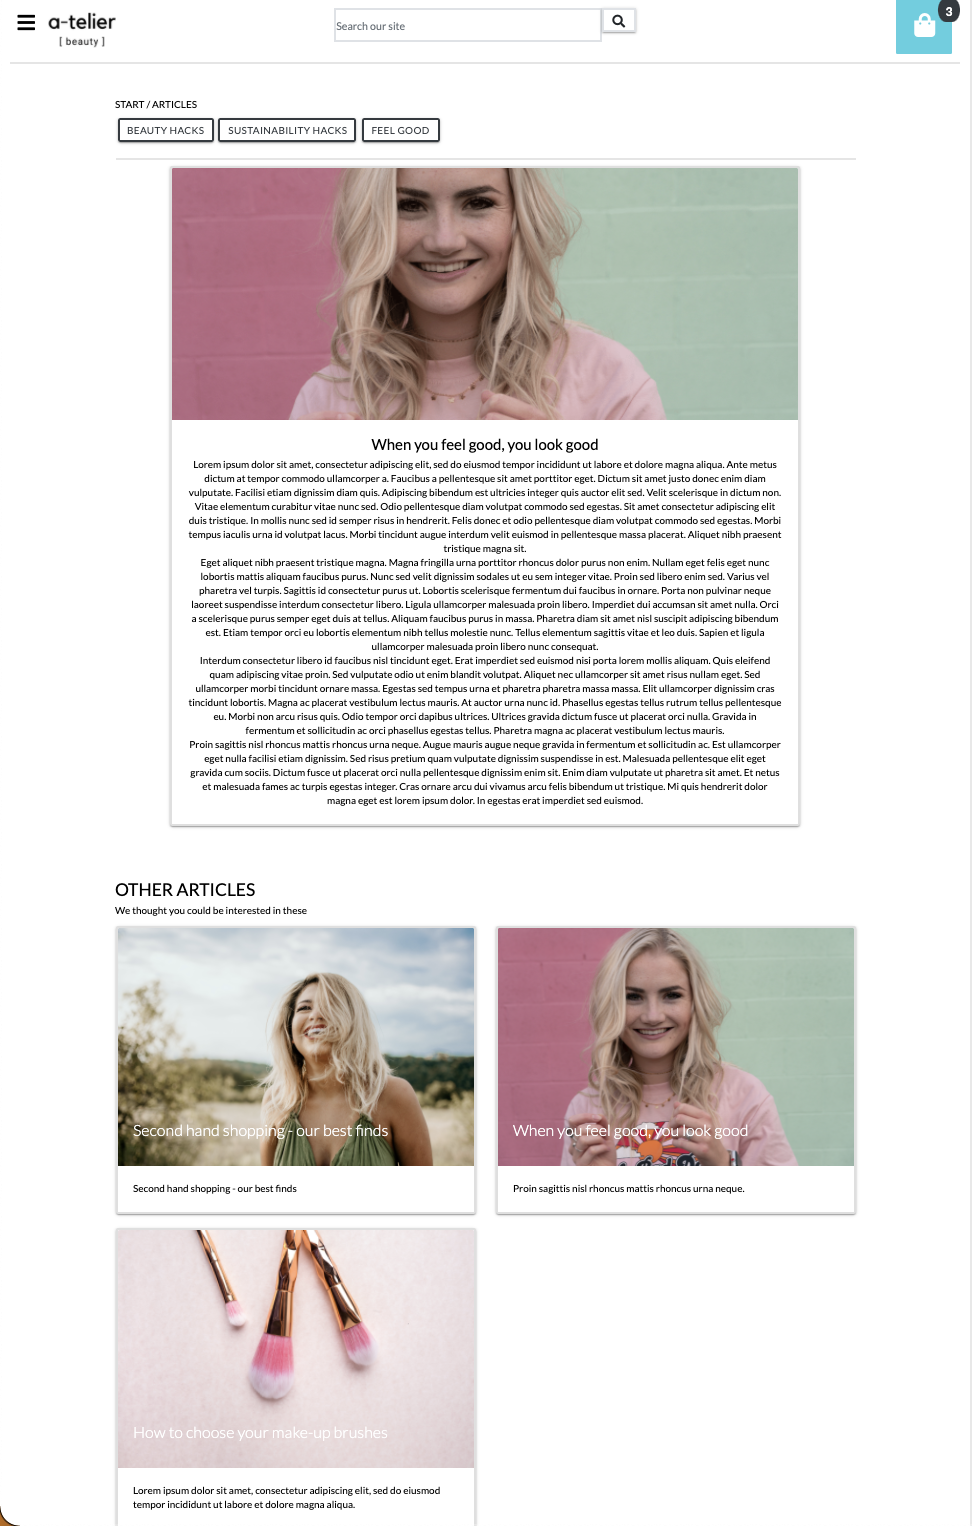 a-telier
[ beauty ]
Search our site
3
START / ARTICLES
BEAUTY HACKS
SUSTAINABILITY HACKS
FEEL GOOD
When you feel good, you look good
Lorem ipsum dolor sit amet, consectetur adipiscing elit, sed do eiusmod tempor incididunt ut labore et dolore magna aliqua. Ante metus
dictum at tempor commodo ullamcorper a. Faucibus a pellentesque sit amet porttitor eget. Dictum sit amet justo donec enim diam
vulputate. Facilisi etiam dignissim diam quis. Adipiscing bibendum est ultricies integer quis auctor elit sed. Velit scelerisque in dictum non.
Vitae elementum curabitur vitae nunc sed. Odio pellentesque diam volutpat commodo sed egestas. Sit amet consectetur adipiscing elit
duis tristique. In mollis nunc sed id semper risus in hendrerit. Felis donec et odio pellentesque diam volutpat commodo sed egestas. Morbi
tempus iaculis urna id volutpat lacus. Morbi tincidunt augue interdum velit euismod in pellentesque massa placerat. Aliquet nibh praesent
tristique magna sit.
Eget aliquet nibh praesent tristique magna. Magna fringilla urna porttitor rhoncus dolor purus non enim. Nullam eget felis eget nunc
lobortis mattis aliquam faucibus purus. Nunc sed velit dignissim sodales ut eu sem integer vitae. Proin sed libero enim sed. Varius vel
pharetra vel turpis. Sagittis id consectetur purus ut. Lobortis scelerisque fermentum dui faucibus in ornare. Porta non pulvinar neque
laoreet suspendisse interdum consectetur libero. Ligula ullamcorper malesuada proin libero. Imperdiet dui accumsan sit amet nulla. Orci
a scelerisque purus semper eget duis at tellus. Aliquam faucibus purus in massa. Pharetra diam sit amet nisl suscipit adipiscing bibendum
est. Etiam tempor orci eu lobortis elementum nibh tellus molestie nunc. Tellus elementum sagittis vitae et leo duis. Sapien et ligula
ullamcorper malesuada proin libero nunc consequat.
Interdum consectetur libero id faucibus nisl tincidunt eget. Erat imperdiet sed euismod nisi porta lorem mollis aliquam. Quis eleifend
quam adipiscing vitae proin. Sed vulputate odio ut enim blandit volutpat. Aliquet nec ullamcorper sit amet risus nullam eget. Sed
ullamcorper morbi tincidunt ornare massa. Egestas sed tempus urna et pharetra pharetra massa massa. Elit ullamcorper dignissim cras
tincidunt lobortis. Magna ac placerat vestibulum lectus mauris. At auctor urna nunc id. Phasellus egestas tellus rutrum tellus pellentesque
eu. Morbi non arcu risus quis. Odio tempor orci dapibus ultrices. Ultrices gravida dictum fusce ut placerat orci nulla. Gravida in
fermentum et sollicitudin ac orci phasellus egestas tellus. Pharetra magna ac placerat vestibulum lectus mauris.
Proin sagittis nisl rhoncus mattis rhoncus urna neque. Augue mauris augue neque gravida in fermentum et sollicitudin ac. Est ullamcorper
eget nulla facilisi etiam dignissim. Sed risus pretium quam vulputate dignissim suspendisse in est. Malesuada pellentesque elit eget
gravida cum sociis. Dictum fusce ut placerat orci nulla pellentesque dignissim enim sit. Enim diam vulputate ut pharetra sit amet. Et netus
et malesuada fames ac turpis egestas integer. Cras ornare arcu dui vivamus arcu felis bibendum ut tristique. Mi quis hendrerit dolor
magna eget est lorem ipsum dolor. In egestas erat imperdiet sed euismod.
OTHER ARTICLES
We thought you could be interested in these
Second hand shopping - our best finds
Second hand shopping - our best finds
When you feel good, you look good
Proin sagittis nisl rhoncus mattis rhoncus urna neque.
How to choose your make-up brushes
Lorem ipsum dolor sit amet, consectetur adipiscing elit, sed do eiusmod
tempor incididunt ut labore et dolore magna aliqua.